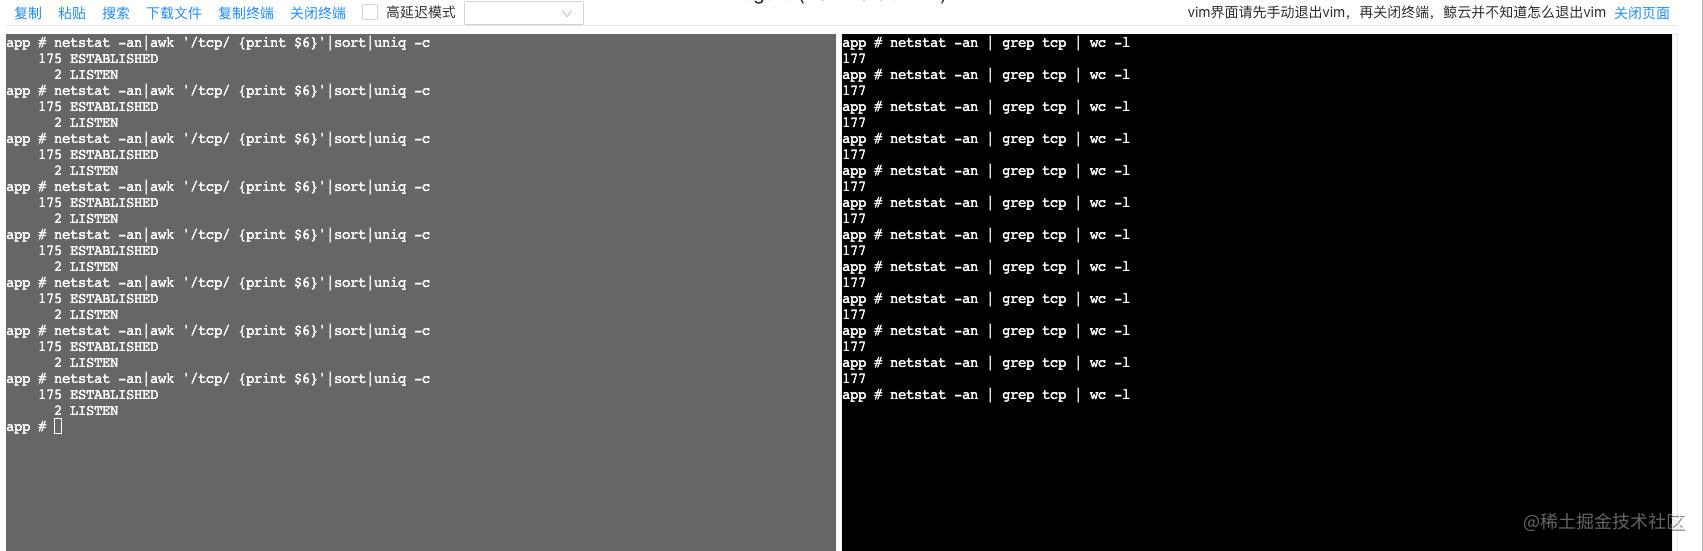 复制 粘贴 搜索 下载文件 复制终端 关闭终端 高延迟模式
vim界面请先手动退出vim，再关闭终端，鲸云并不知道怎么退出vim 关闭页面
app # netstat -an|awk '/tcp/ {print $6}'|sort|uniq -c
175 ESTABLISHED
2 LISTEN
app # netstat -an|awk '/tcp/ {print $6}'|sort|uniq -c
175 ESTABLISHED
2 LISTEN
app # netstat -an|awk '/tcp/ {print $6}'|sort|uniq -c
175 ESTABLISHED
2 LISTEN
app # netstat -an|awk '/tcp/ {print $6}'|sort|uniq -c
175 ESTABLISHED
2 LISTEN
app # netstat -an|awk '/tcp/ {print $6}'|sort|uniq -c
175 ESTABLISHED
2 LISTEN
app # netstat -an|awk '/tcp/ {print $6}'|sort|uniq -c
175 ESTABLISHED
2 LISTEN
app # netstat -an|awk '/tcp/ {print $6}'|sort|uniq -c
175 ESTABLISHED
2 LISTEN
app # netstat -an|awk '/tcp/ {print $6}'|sort|uniq -c
175 ESTABLISHED
2 LISTEN
app #
app # netstat -an | grep tcp | wc -l
177
app # netstat -an | grep tcp | wc -l
177
app # netstat -an | grep tcp | wc -l
177
app # netstat -an | grep tcp | wc -l
177
app # netstat -an | grep tcp | wc -l
177
app # netstat -an | grep tcp | wc -l
177
app # netstat -an | grep tcp | wc -l
177
app # netstat -an | grep tcp | wc -l
177
app # netstat -an | grep tcp | wc -l
177
app # netstat -an | grep tcp | wc -l
177
app # netstat -an | grep tcp | wc -l
177
app # netstat -an | grep tcp | wc -l
@稀土掘金技术社区